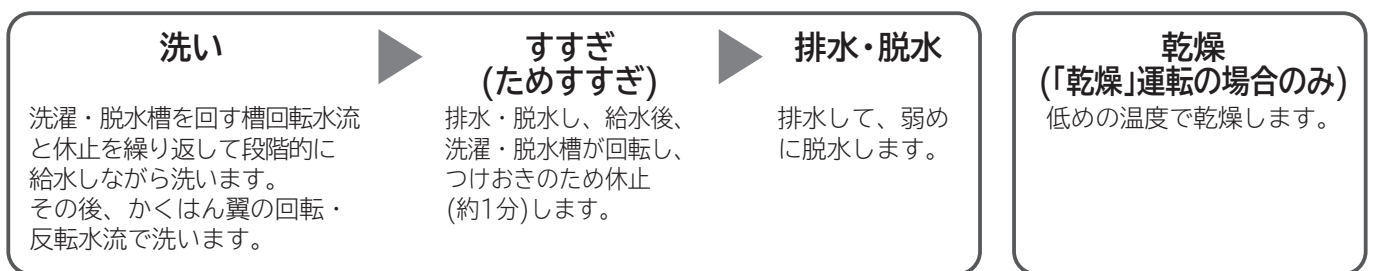 洗い
洗濯・脱水槽を回す槽回転水流
と休止を繰り返して段階的に
給水しながら洗います。
その後、かくはん翼の回転・
反転水流で洗います。
すすぎ
(ためすすぎ)
排水・脱水し、給水後、
洗濯・脱水槽が回転し、
つけおきのため休止
(約1分)します。
排水・脱水
排水して、弱め
に脱水します。
乾燥
(「乾燥」運転の場合のみ)
低めの温度で乾燥します。